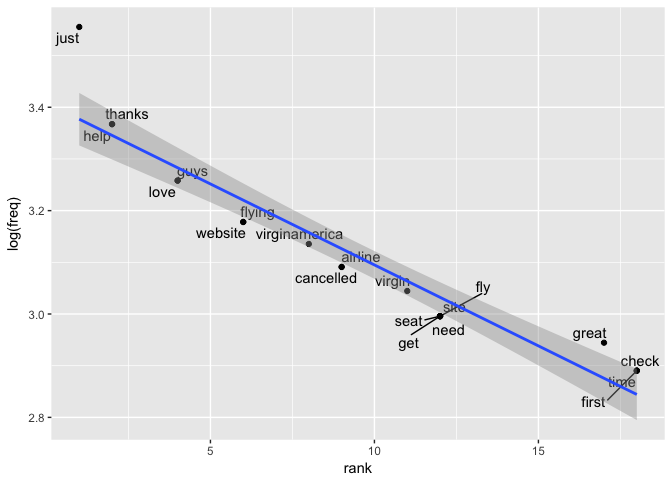 just
3.4
thanks
help
guys
love
3.2
flying
website
virginamerica
airline
cancelled
virgin
fly
site
3.0
seat
need
get
great
check
time
first
2.8
5
10
15
rank
log(freq)